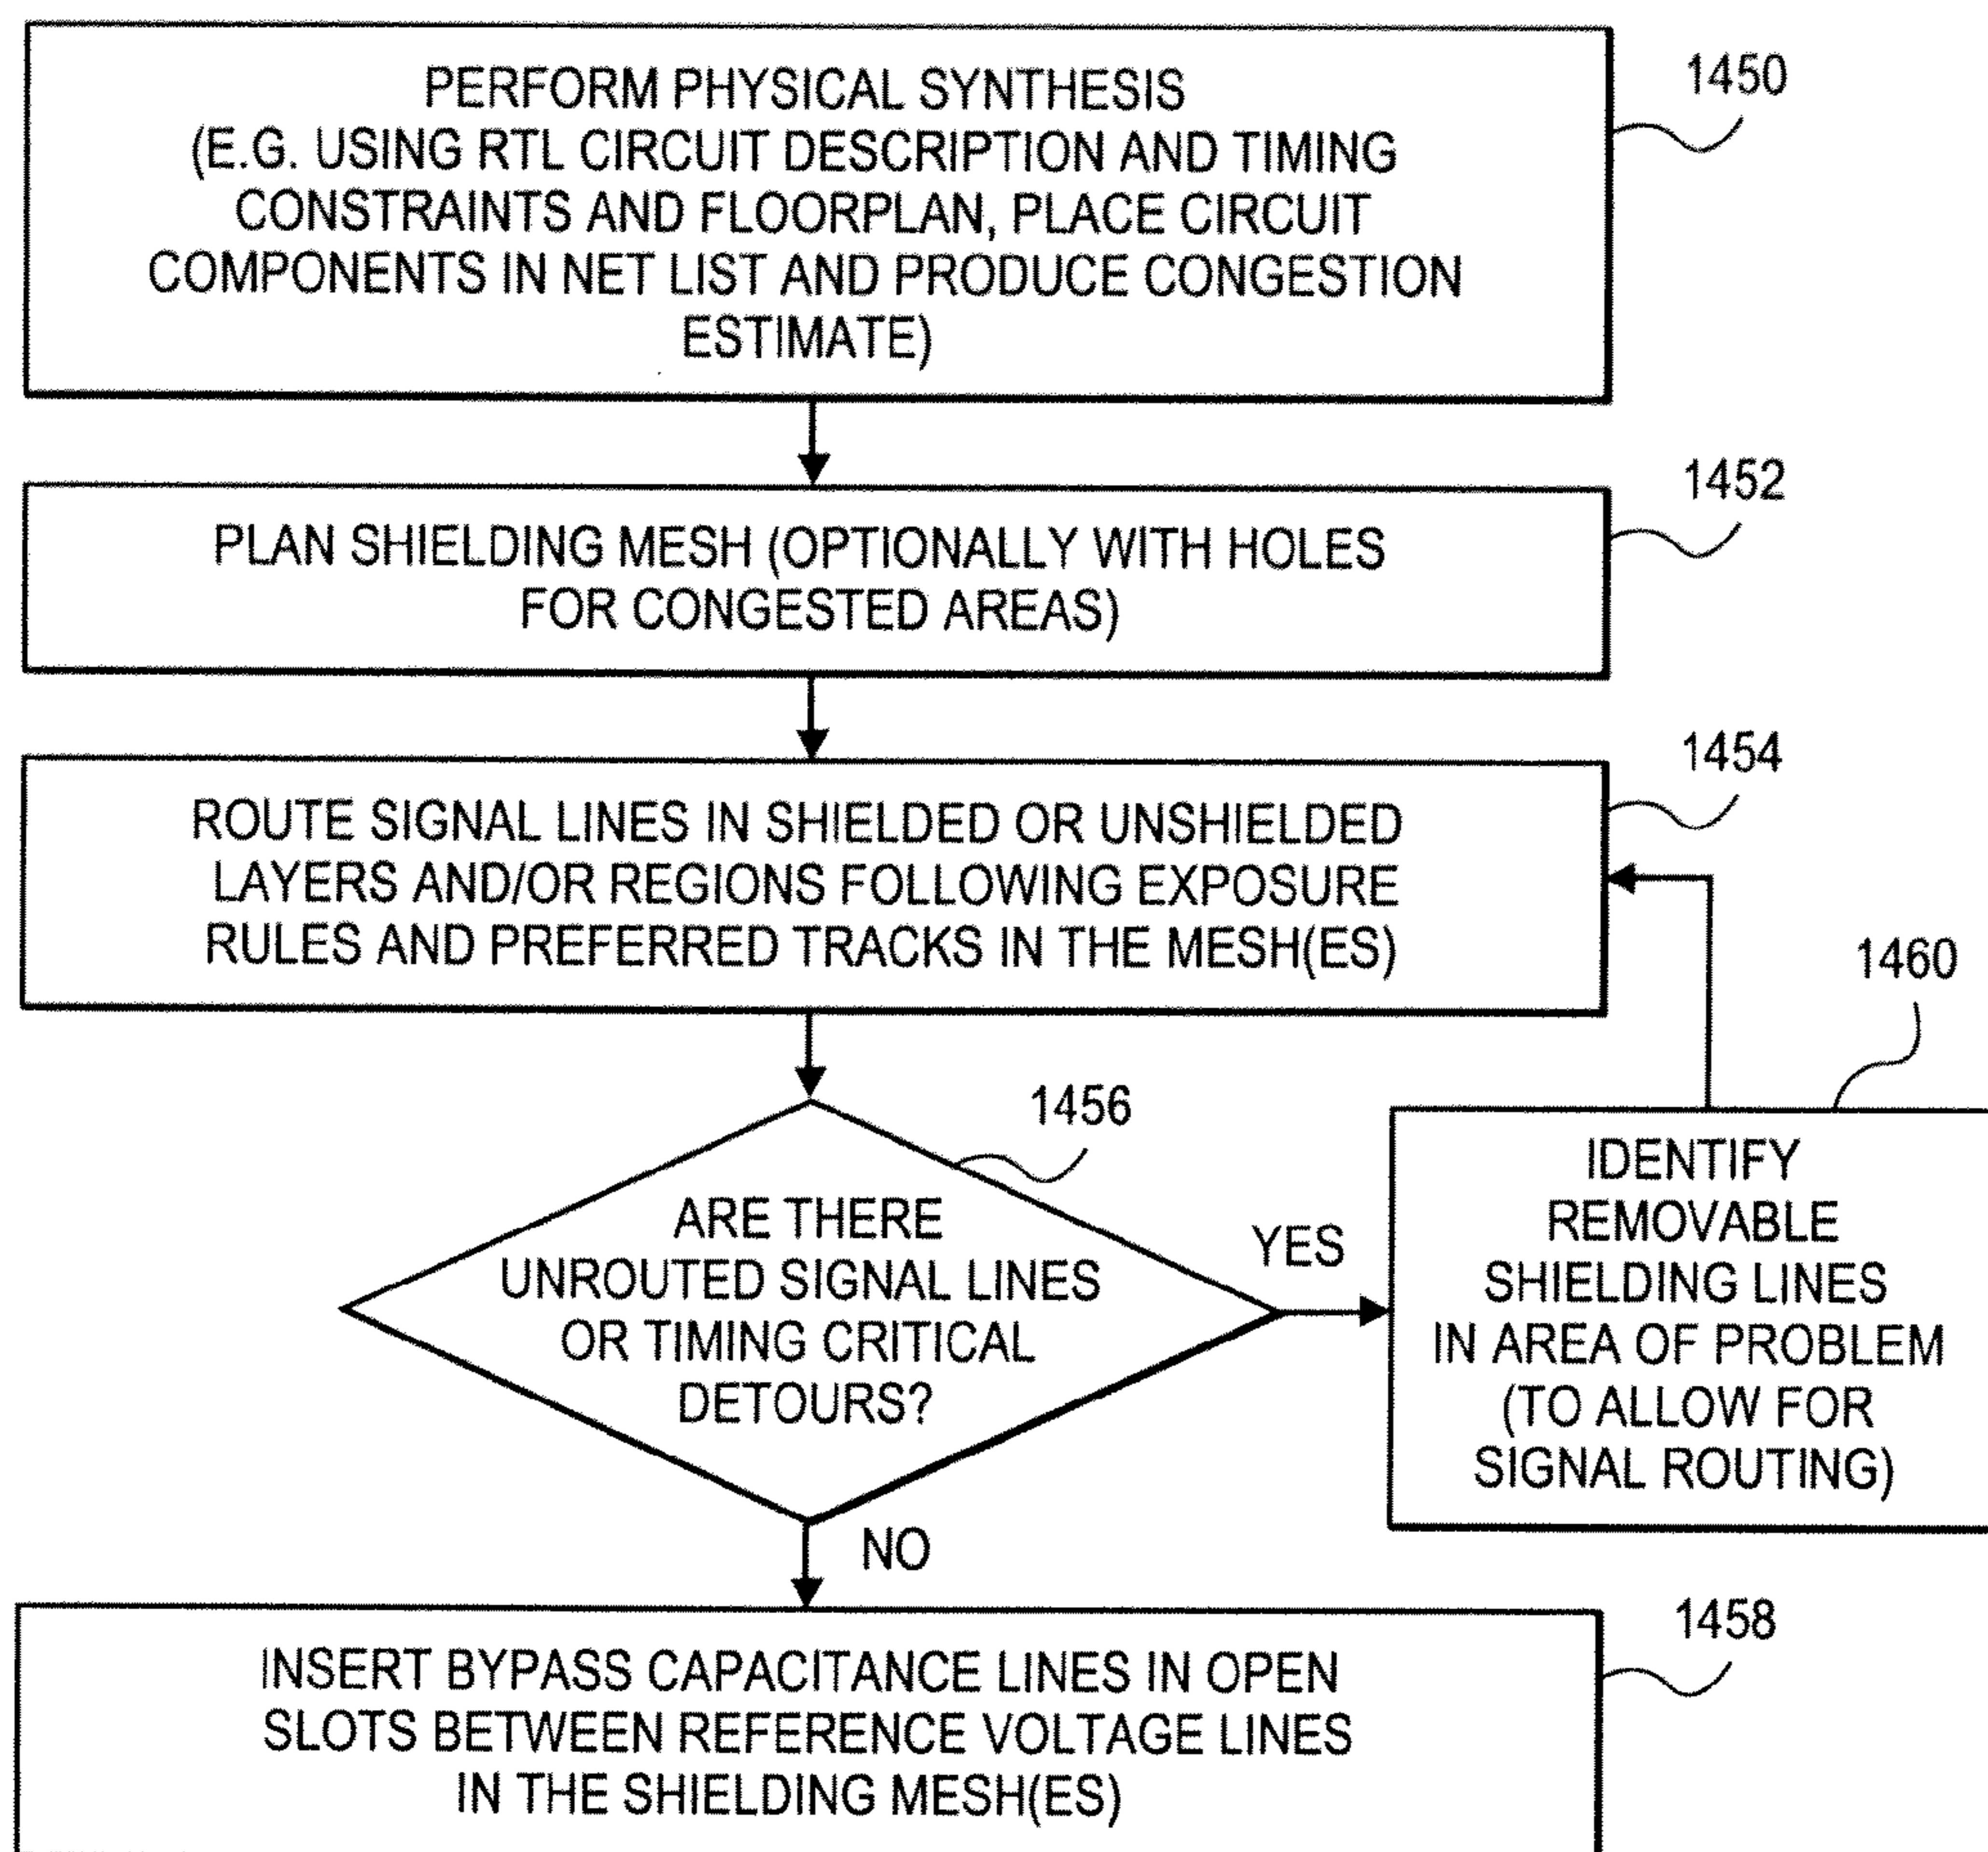 1450
PERFORM PHYSICAL SYNTHESIS
(E.G. USING RTL CIRCUIT DESCRIPTION AND TIMING
CONSTRAINTS AND FLOORPLAN, PLACE CIRCUIT
COMPONENTS IN NET LIST AND PRODUCE CONGESTION
ESTIMATE)
1452
PLAN SHIELDING MESH (OPTIONALLY WITH HOLES
FOR CONGESTED AREAS)
1454
ROUTE SIGNAL LINES IN SHIELDED OR UNSHIELDED
LAYERS AND/OR REGIONS FOLLOWING EXPOSURE
RULES AND PREFERRED TRACKS IN THE MESH(ES)
1456
ARE THERE
UNROUTED SIGNAL LINES
OR TIMING CRITICAL
DETOURS?
YES
1460
IDENTIFY
REMOVABLE
SHIELDING LINES
IN AREA OF PROBLEM
(TO ALLOW FOR
SIGNAL ROUTING)
NO
1458
INSERT BYPASS CAPACITANCE LINES IN OPEN
SLOTS BETWEEN REFERENCE VOLTAGE LINES
IN THE SHIELDING MESH(ES)